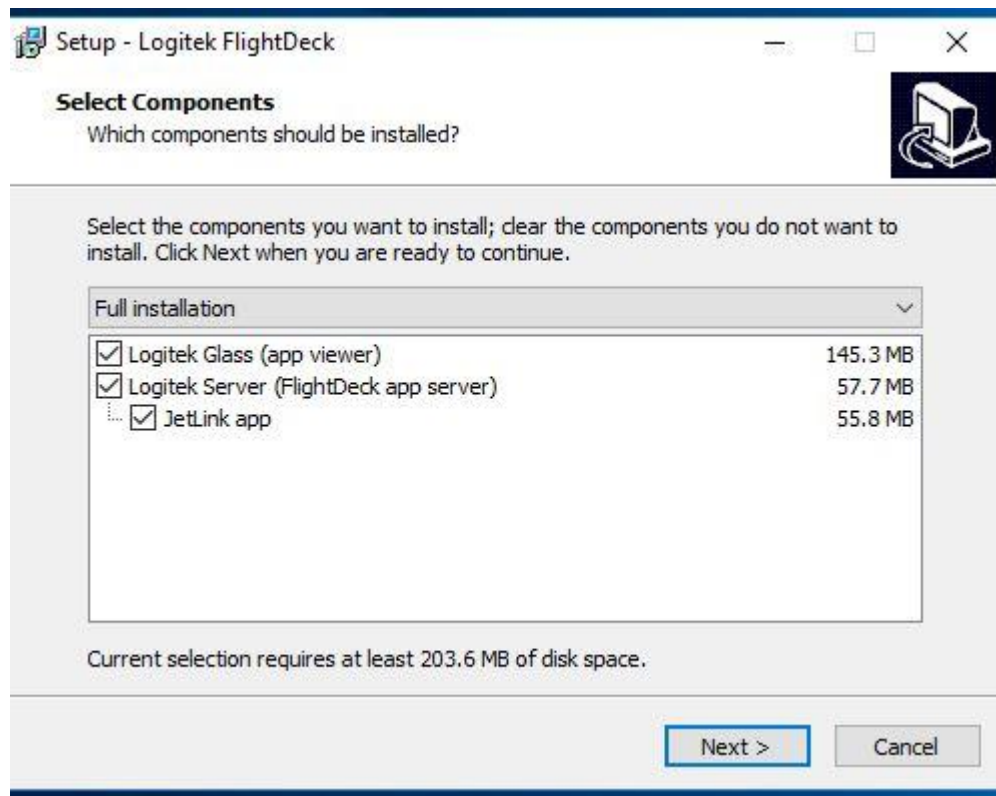 Setup - Logitek FlightDeck
Select Components
Which components should be installed?
Select the components you want to install; clear the components you do not want to
install. Click Next when you are ready to continue.
Full installation
Logitek Glass (app viewer) 145.3 MB
Logitek Server (FlightDeck app server) 57.7 MB
JetLink app 55.8 MB
Current selection requires at least 203.6 MB of disk space.
Next > Cancel